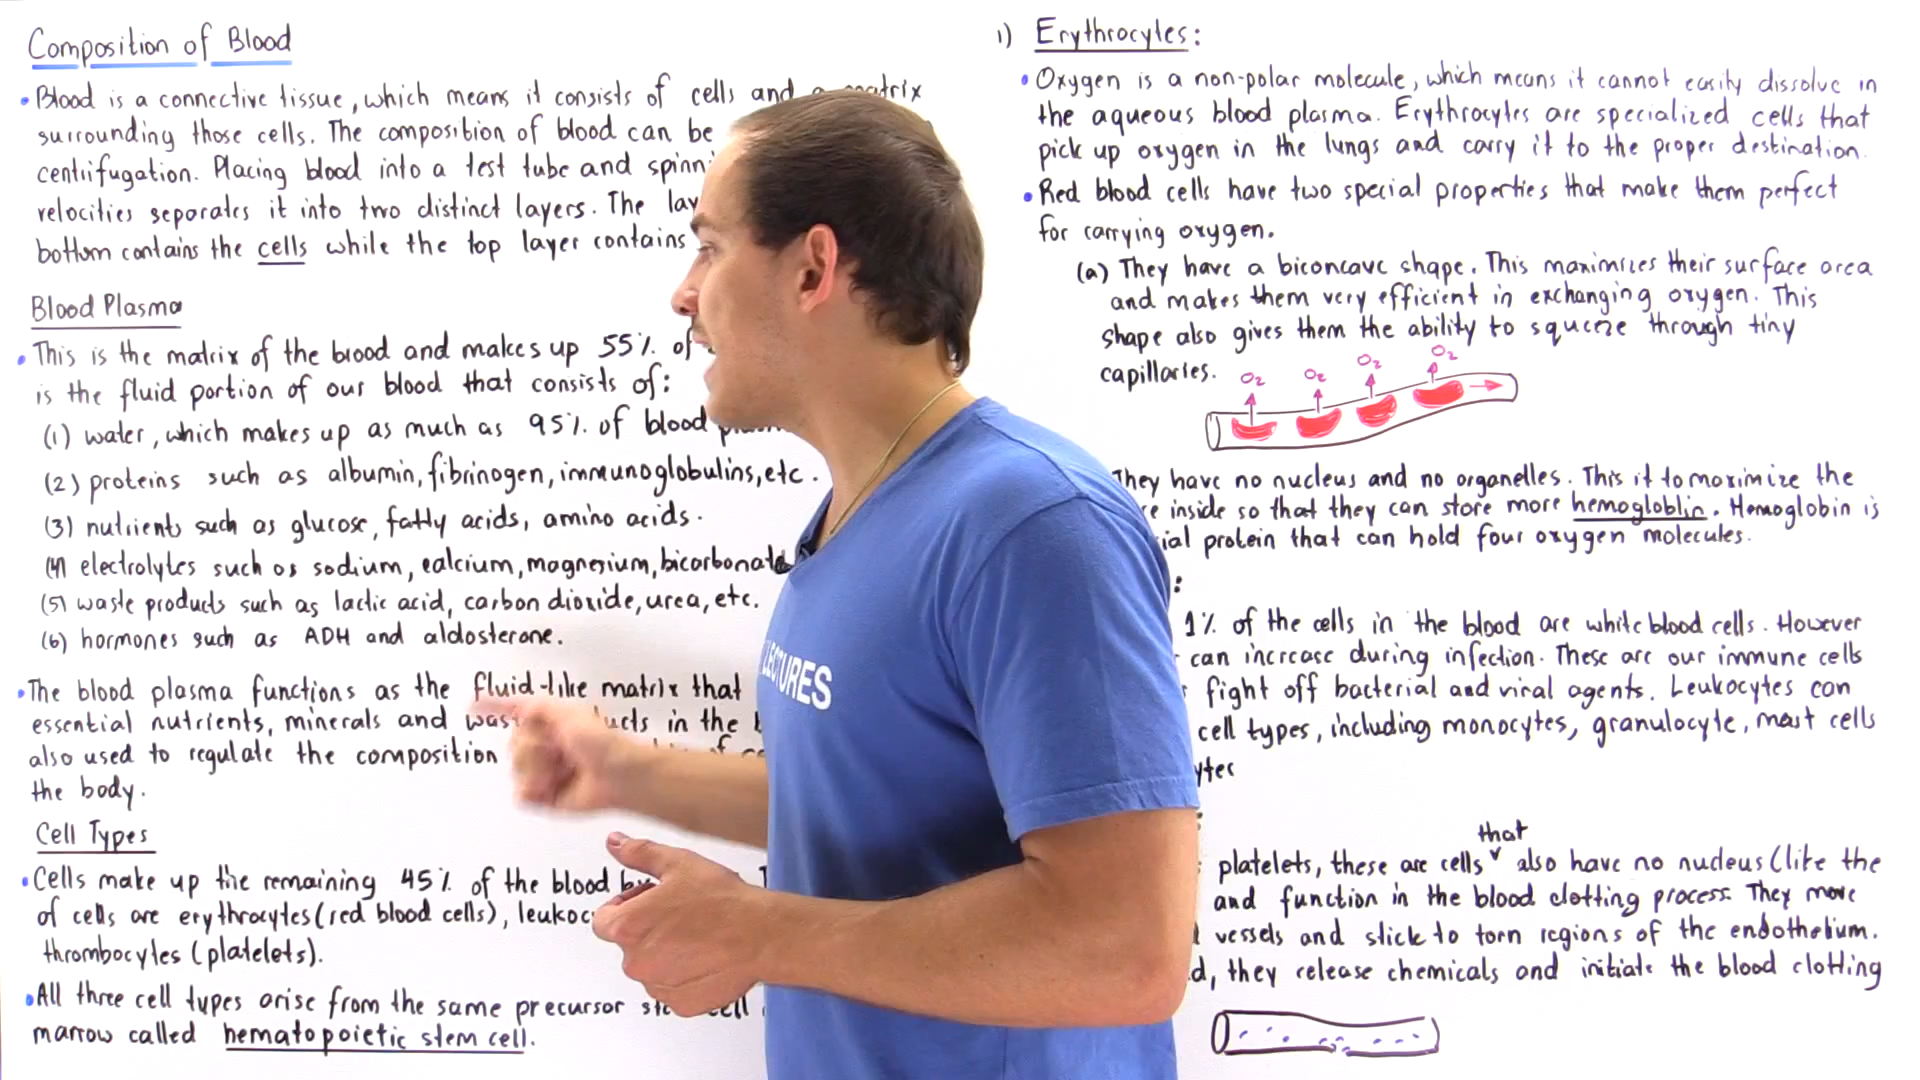 Composition of Blood
• Blood is a connective tissue, which means it consists of cells and a matrix
surrounding those cells. The composition of blood can be
centrifugation. Placing blood into a test tube and
velocities separates it into two distinct layers. The
bottom contains the cells while the top layer contains
Blood Plasma
• This is the matrix of the blood and makes up 55% of
is the fluid portion of our blood that consists of:
(1) water, which makes up as much as 95% of blood
(2) proteins such as albumin, fibrinogen, immunoglobulins, etc.
(3) nutrients such as glucose, fatty acids, amino acids.
(4) electrolytes such as sodium, calcium, magnesium, bicarbonate
(5) waste products such as lactic acid, carbon dioxide, urea, etc.
(6) hormones such as ADH and aldosterone.
• The blood plasma functions as the fluid-like matrix that
essential nutrients, minerals and in the
also used to regulate the composition
the body.
Cell Types
• Cells make up the remaining 45% of the blood
of cells are erythrocytes (red blood cells),
thrombocytes (platelets).
• All three cell types arise from the same precursor
marrow called hematopoietic stem cell.
LECTURES
1) Erythrocytes:
• Oxygen is a non-polar molecule, which means it cannot easily dissolve in
the aqueous blood plasma. Erythrocytes are specialized cells that
pick up oxygen in the lungs and carry it to the proper destination.
• Red blood cells have two special properties that make them perfect
for carrying oxygen.
(a) They have a biconcave shape. This maximizes their surface area
and makes them very efficient in exchanging oxygen. This
shape also gives them the ability to squeeze through tiny
capillaries.
O2 O2 O2 O2
They have no nucleus and no organelles. This it to maximize the
inside so that they can store more hemogloblin. Hemoglobin is
protein that can hold four oxygen molecules.
:
1% of the cells in the blood are white blood cells. However
can increase during infection. These are our immune cells
fight off bacterial and viral agents. Leukocytes can
cell types, including monocytes, granulocyte, mast cells
that
platelets, these are cells ˅ also have no nucleus (like the
and function in the blood clotting process. They move
vessels and stick to torn regions of the endothelium.
they release chemicals and initiate the blood clotting